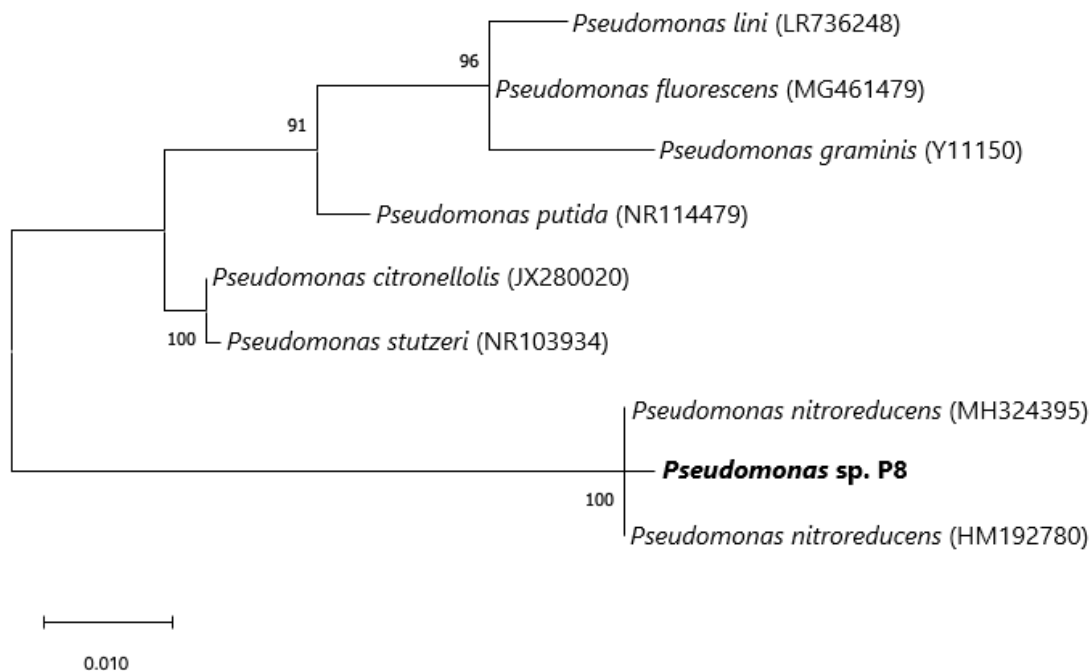 Pseudomonas lini (LR736248)
96
Pseudomonas fluorescens (MG461479)
91
Pseudomonas graminis (Y11150)
Pseudomonas putida (NR114479)
Pseudomonas citronellolis (JX280020)
100
Pseudomonas stutzeri (NR103934)
Pseudomonas nitroreducens (MH324395)
Pseudomonas sp. P8
100
Pseudomonas nitroreducens (HM192780)
0.010